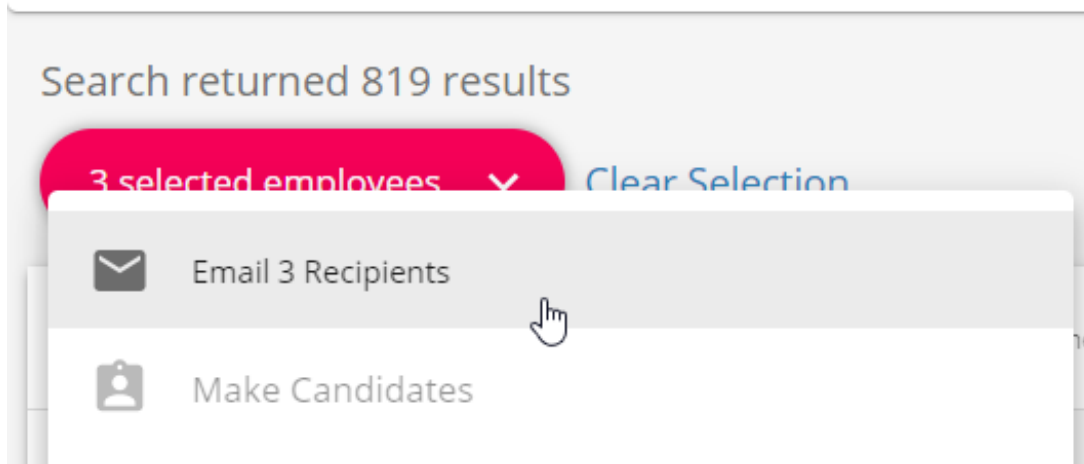 Search returned 819 results
3 selected employees
Clear Selection
Email 3 Recipients
Make Candidates